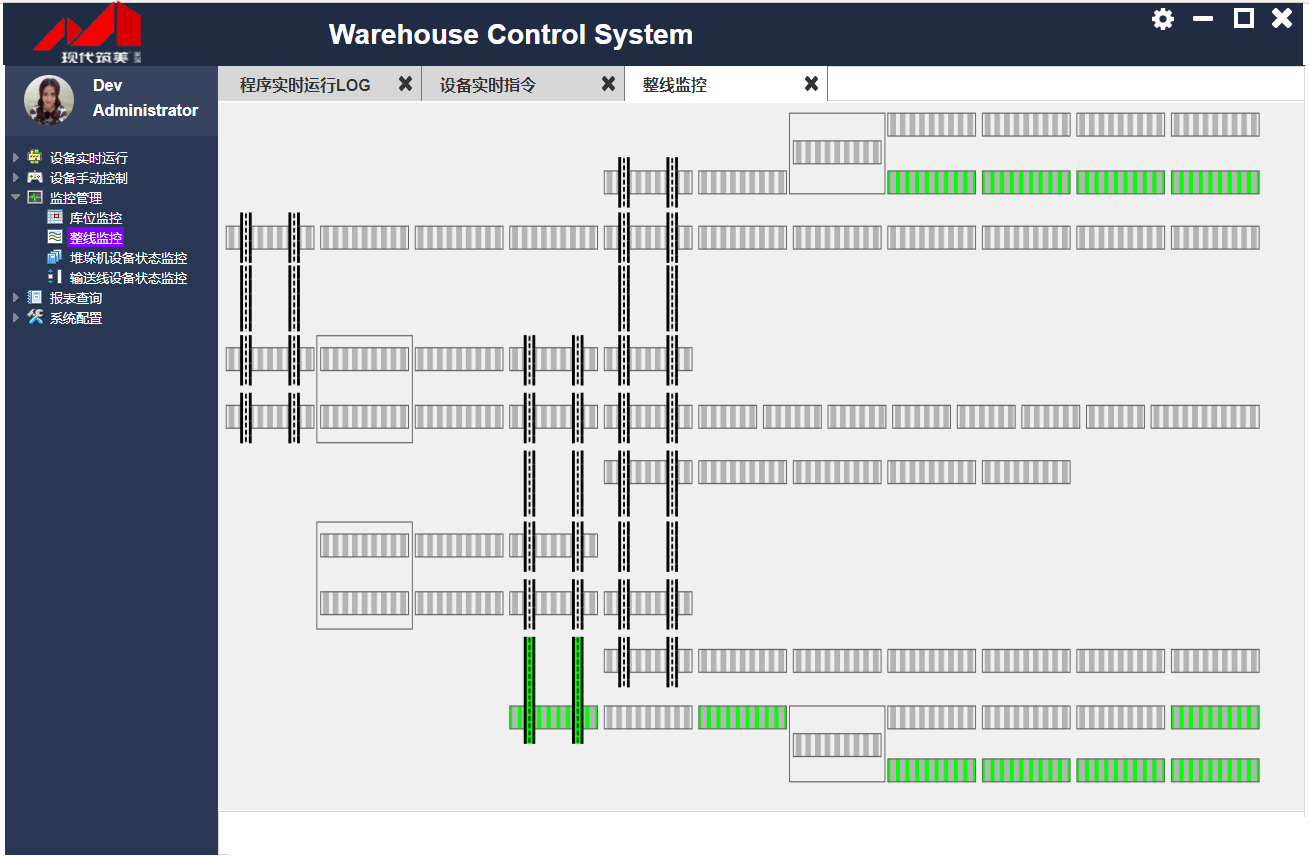 Warehouse Control System
现代筑美
Dev
Administrator
程序实时运行LOG
设备实时指令
整线监控
设备实时运行
设备手动控制
监控管理
库位监控
整线监控
堆垛机设备状态监控
输送线设备状态监控
报表查询
系统配置